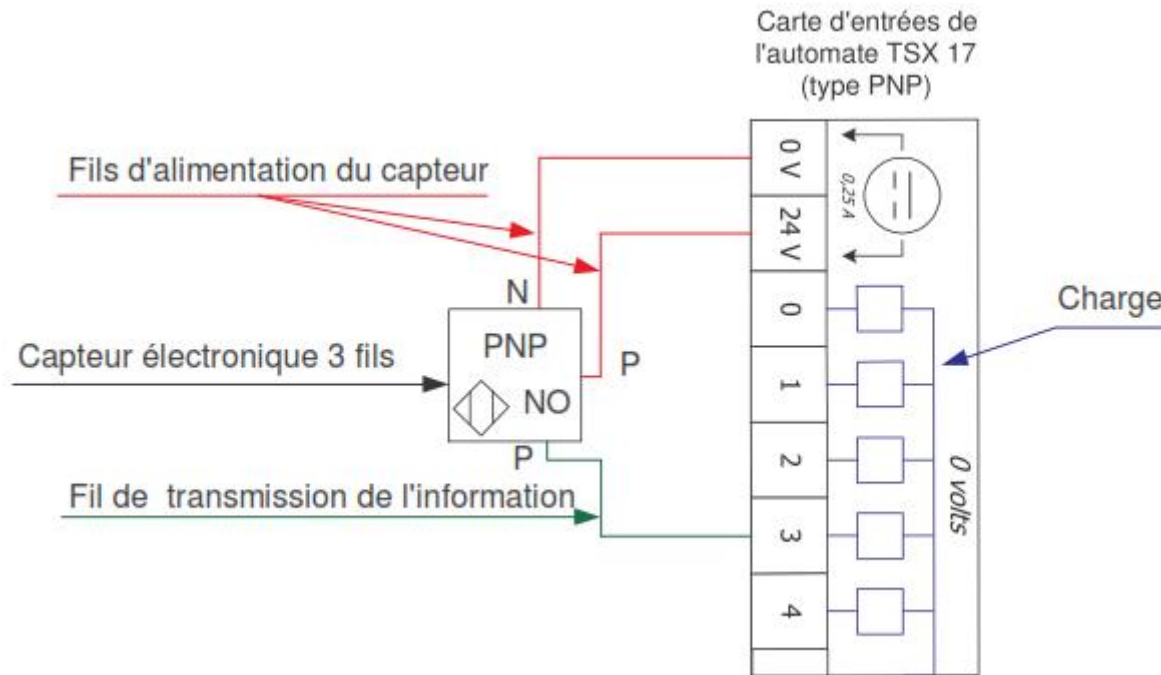 Carte d'entrées de
l'automate TSX 17
(type PNP)
Fils d'alimentation du capteur
0 V
0,25 A
24 V
N
0
Charge
PNP
Capteur électronique 3 fils
P
NO
1
P
2
0 volts
Fil de transmission de l'information
3
4